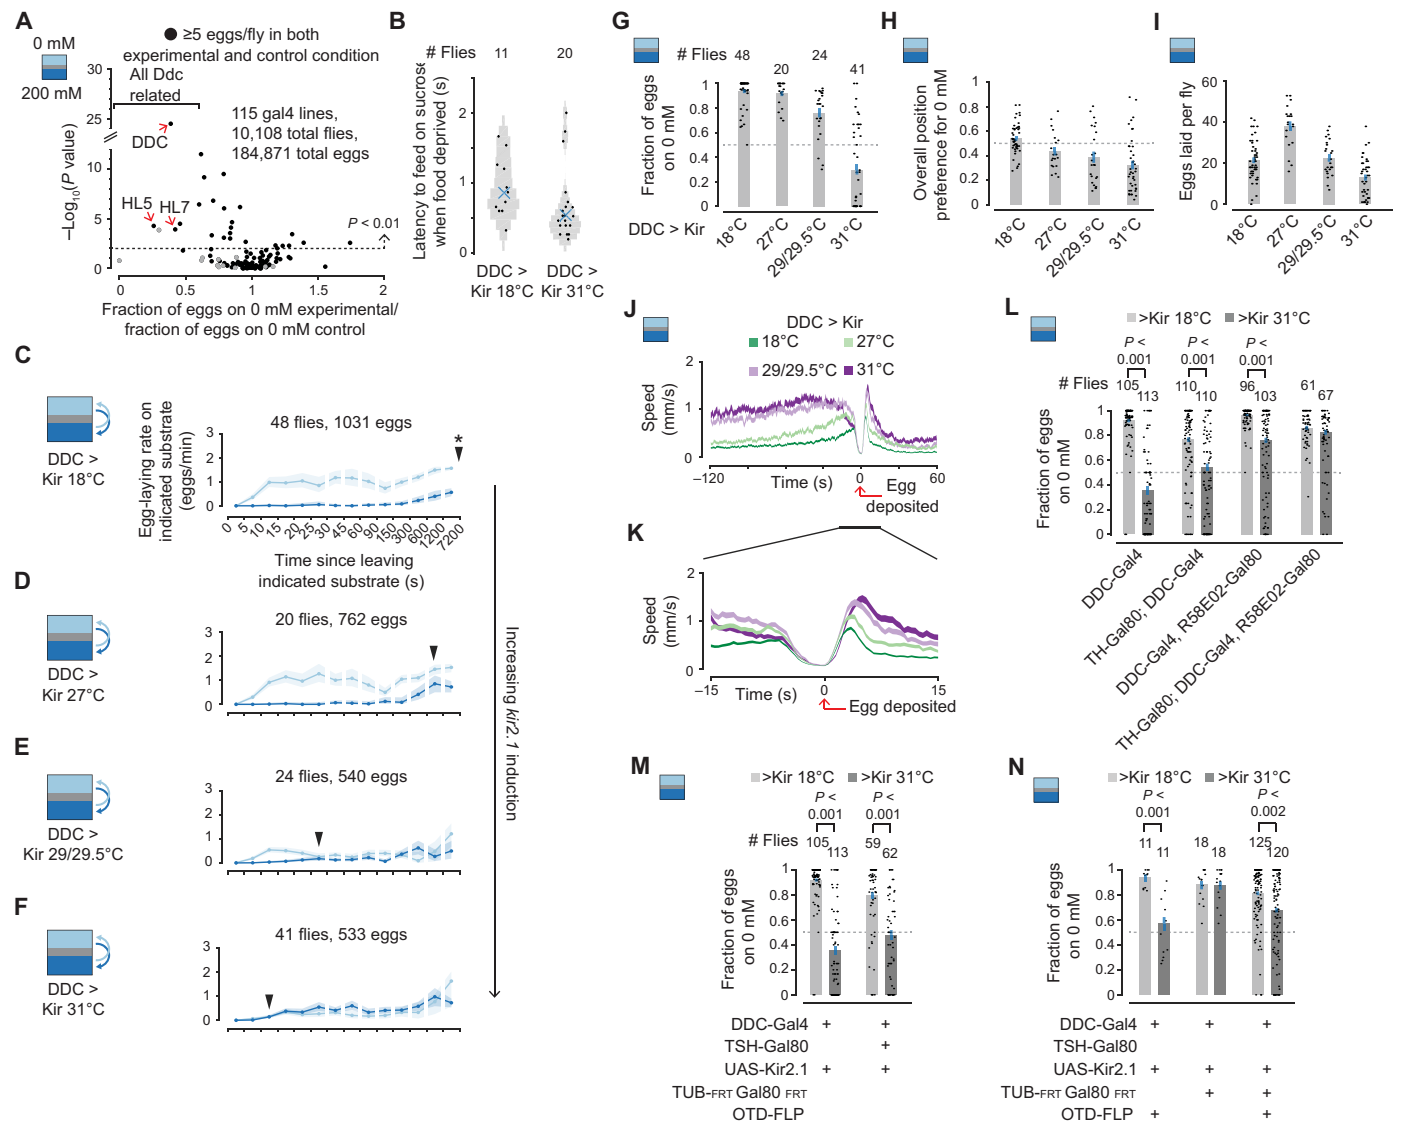 A
0 mM
200 mM
≥5 eggs/fly in both
experimental and control condition
All Ddc
related
115 gal4 lines,
10,108 total flies,
184,871 total eggs
DDC
HL5
HL7
P < 0.01
–Log10(P value)
30
25
10
5
0
0
0.5
1
1.5
2
Fraction of eggs on 0 mM experimental/
fraction of eggs on 0 mM control
B
# Flies
11
20
Latency to feed on sucrose
when food deprived (s)
2
1
0
DDC >
Kir 18°C
DDC >
Kir 31°C
C
DDC >
Kir 18°C
Egg-laying rate on
indicated substrate
(eggs/min)
48 flies, 1031 eggs
*
3
2
1
0
0
5
10
15
20
25
30
45
60
90
150
300
600
1200
7200
Time since leaving
indicated substrate (s)
D
DDC >
Kir 27°C
20 flies, 762 eggs
3
2
1
0
E
DDC >
Kir 29/29.5°C
24 flies, 540 eggs
3
2
1
0
F
DDC >
Kir 31°C
41 flies, 533 eggs
3
2
1
0
Increasing kir2.1 induction
G
# Flies
48
20
24
41
Fraction of eggs
on 0 mM
1
0.8
0.6
0.4
0.2
0
DDC > Kir
18°C
27°C
29/29.5°C
31°C
H
Overall position
preference for 0 mM
1
0.8
0.6
0.4
0.2
0
18°C
27°C
29/29.5°C
31°C
I
Eggs laid per fly
60
40
20
0
18°C
27°C
29/29.5°C
31°C
J
DDC > Kir
18°C
27°C
29/29.5°C
31°C
Speed
(mm/s)
2
1
0
–120
Time (s)
0
60
Egg
deposited
K
Speed
(mm/s)
2
1
0
–15
Time (s)
0
15
Egg deposited
L
>Kir 18°C
>Kir 31°C
P <
0.001
P <
0.001
P <
0.001
# Flies
105
113
110
110
96
103
61
67
Fraction of eggs
on 0 mM
1
0.8
0.6
0.4
0.2
0
DDC-Gal4
TH-Gal80; DDC-Gal4
DDC-Gal4, R58E02-Gal80
TH-Gal80; DDC-Gal4, R58E02-Gal80
M
>Kir 18°C
>Kir 31°C
P <
0.001
P <
0.001
# Flies
105
113
59
62
Fraction of eggs
on 0 mM
1
0.8
0.6
0.4
0.2
0
DDC-Gal4 + +
TSH-Gal80 +
UAS-Kir2.1 + +
TUB-FRT Gal80 FRT
OTD-FLP
N
>Kir 18°C
>Kir 31°C
P <
0.001
P <
0.002
11
11
18
18
125
120
Fraction of eggs
on 0 mM
1
0.8
0.6
0.4
0.2
0
DDC-Gal4 + + +
TSH-Gal80
UAS-Kir2.1 + + +
TUB-FRT Gal80 FRT + +
OTD-FLP + +